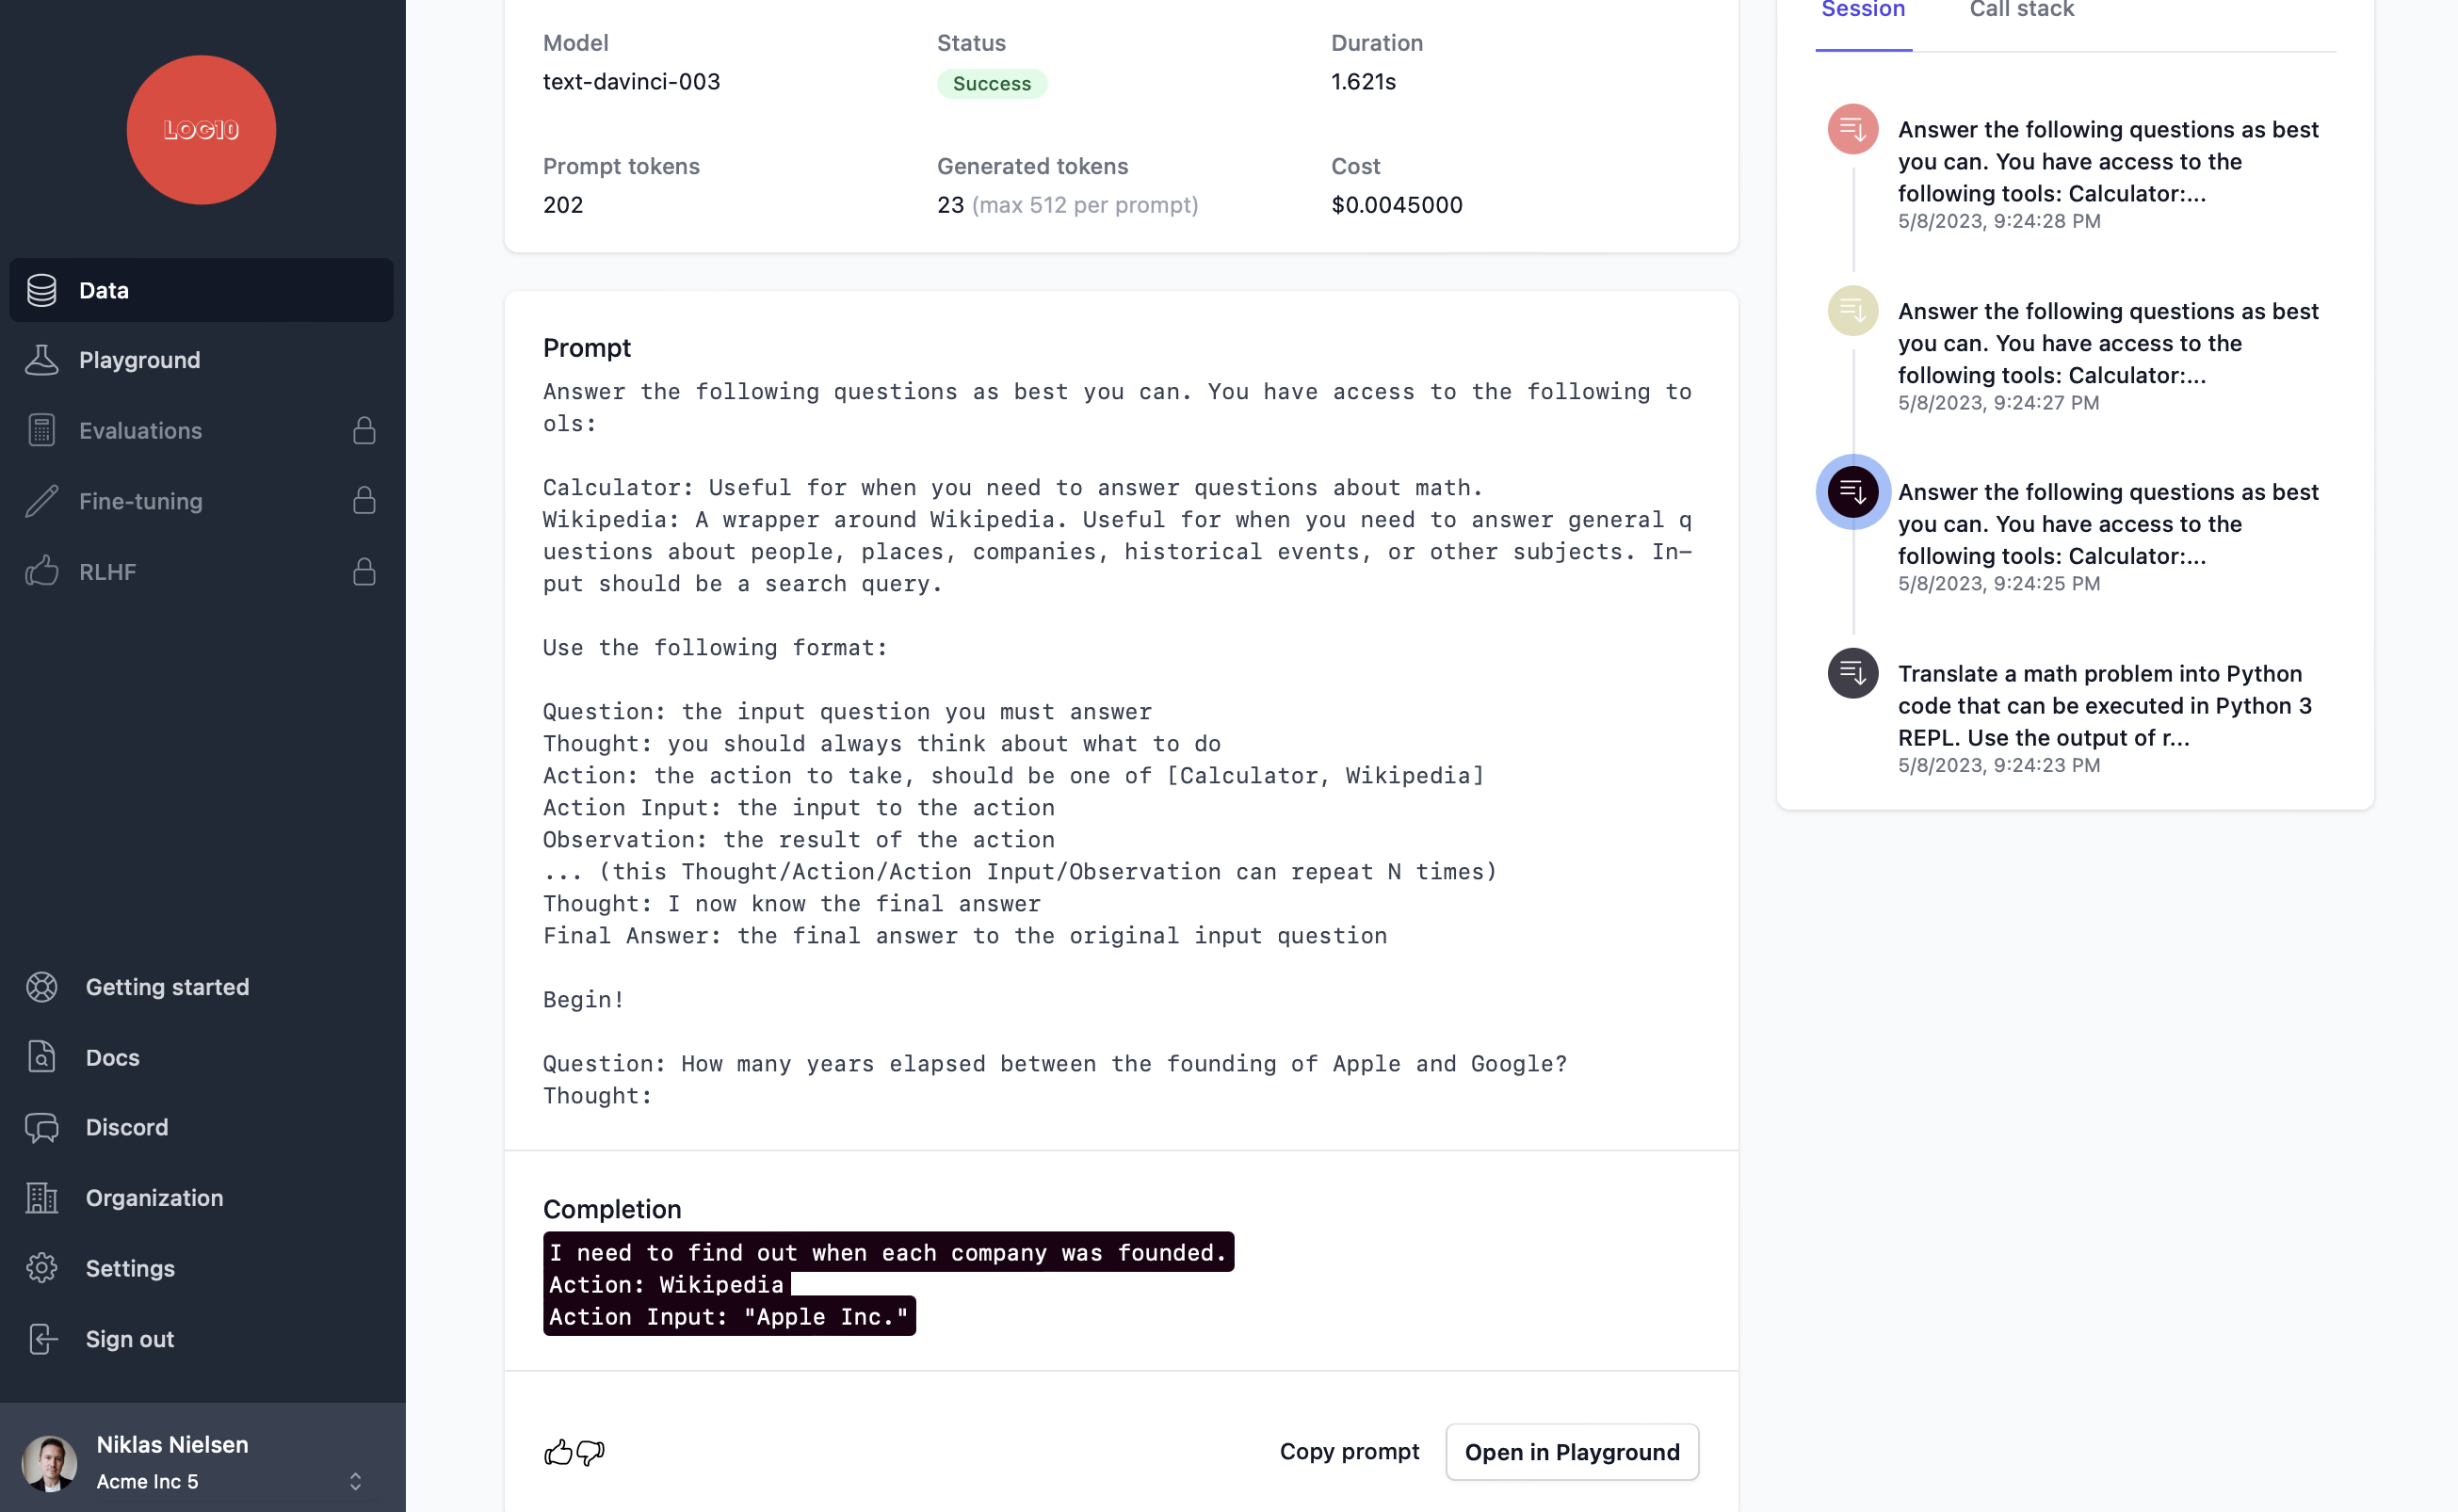 LOG10
Data
Playground
Evaluations
Fine-tuning
RLHF
Getting started
Docs
Discord
Organization
Settings
Sign out
Niklas Nielsen
Acme Inc 5
Model
text-davinci-003
Status
Success
Duration
1.621s
Prompt tokens
202
Generated tokens
23 (max 512 per prompt)
Cost
$0.0045000
Prompt
Answer the following questions as best you can. You have access to the following to
ols:
Calculator: Useful for when you need to answer questions about math.
Wikipedia: A wrapper around Wikipedia. Useful for when you need to answer general q
uestions about people, places, companies, historical events, or other subjects. In-
put should be a search query.
Use the following format:
Question: the input question you must answer
Thought: you should always think about what to do
Action: the action to take, should be one of [Calculator, Wikipedia]
Action Input: the input to the action
Observation: the result of the action
... (this Thought/Action/Action Input/Observation can repeat N times)
Thought: I now know the final answer
Final Answer: the final answer to the original input question
Begin!
Question: How many years elapsed between the founding of Apple and Google?
Thought:
Completion
I need to find out when each company was founded.
Action: Wikipedia
Action Input: "Apple Inc."
Copy prompt
Open in Playground
Session
Call stack
Answer the following questions as best
you can. You have access to the
following tools: Calculator:...
5/8/2023, 9:24:28 PM
Answer the following questions as best
you can. You have access to the
following tools: Calculator:...
5/8/2023, 9:24:27 PM
Answer the following questions as best
you can. You have access to the
following tools: Calculator:...
5/8/2023, 9:24:25 PM
Translate a math problem into Python
code that can be executed in Python 3
REPL. Use the output of r...
5/8/2023, 9:24:23 PM